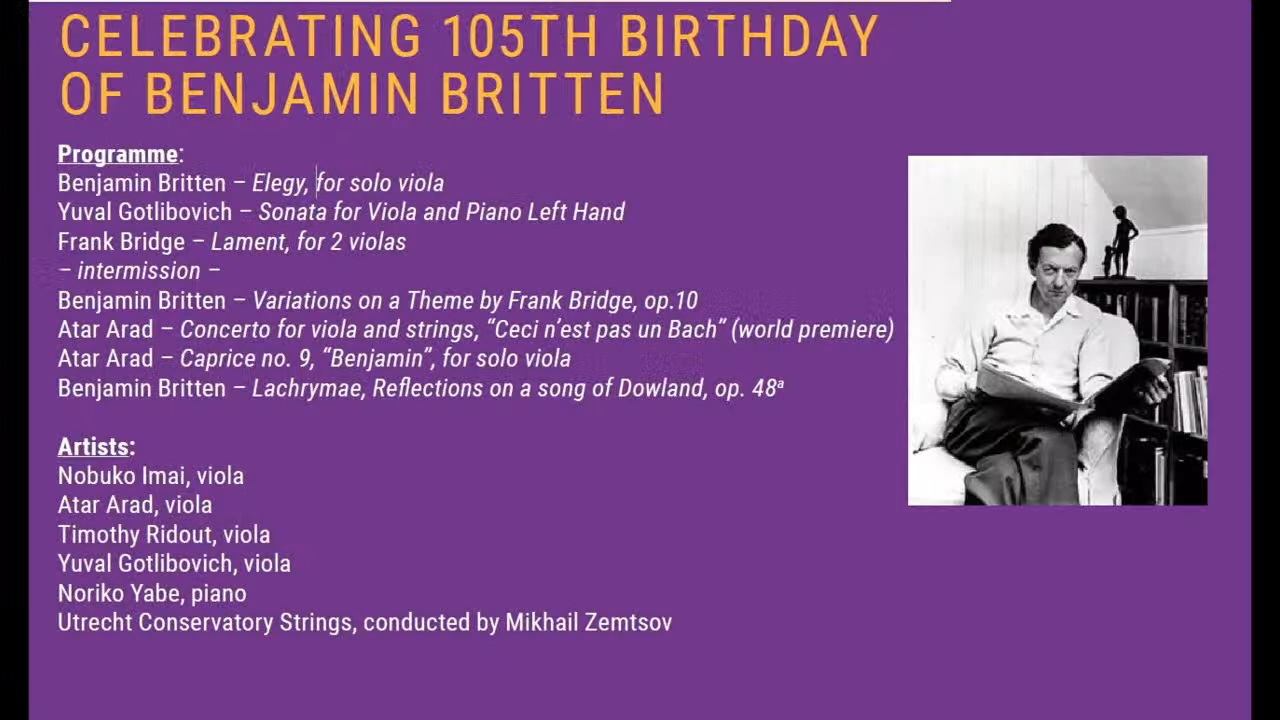 CELEBRATING 105TH BIRTHDAY
OF BENJAMIN BRITTEN
Programme:
Benjamin Britten – Elegy, for solo viola
Yuval Gotlibovich – Sonata for Viola and Piano Left Hand
Frank Bridge – Lament, for 2 violas
– intermission –
Benjamin Britten – Variations on a Theme by Frank Bridge, op.10
Atar Arad – Concerto for viola and strings, “Ceci n’est pas un Bach” (world premiere)
Atar Arad – Caprice no. 9, “Benjamin”, for solo viola
Benjamin Britten – Lachrymae, Reflections on a song of Dowland, op. 48ª
Artists:
Nobuko Imai, viola
Atar Arad, viola
Timothy Ridout, viola
Yuval Gotlibovich, viola
Noriko Yabe, piano
Utrecht Conservatory Strings, conducted by Mikhail Zemtsov